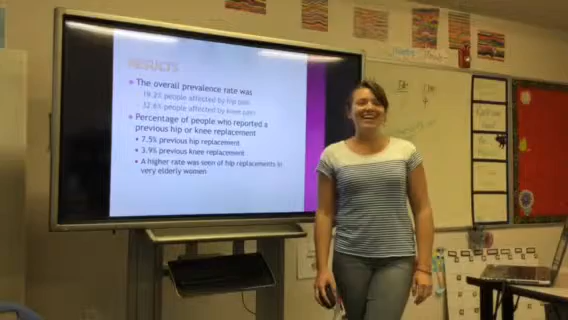 RESULTS
• The overall prevalence rate was
19.2% people affected by hip pain
32.6% people affected by knee pain
• Percentage of people who reported a
previous hip or knee replacement
• 7.5% previous hip replacement
• 3.9% previous knee replacement
• A higher rate was seen of hip replacements in
very elderly women